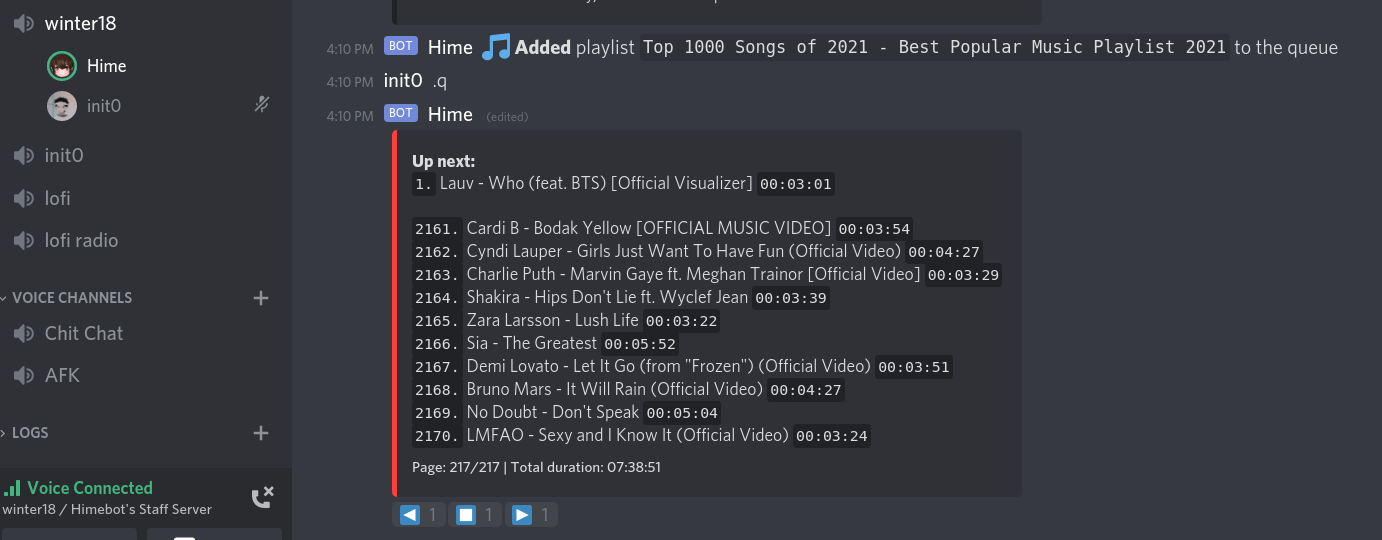 winter18
Hime
init0
init0
lofi
lofi radio
VOICE CHANNELS
Chit Chat
AFK
LOGS
Voice Connected
winter18 / Himebot's Staff Server
4:10 PM BOT Hime Added playlist Top 1000 Songs of 2021 - Best Popular Music Playlist 2021 to the queue
4:10 PM init0 .q
4:10 PM BOT Hime (edited)
Up next:
1. Lauv - Who (feat. BTS) [Official Visualizer] 00:03:01
2161. Cardi B - Bodak Yellow [OFFICIAL MUSIC VIDEO] 00:03:54
2162. Cyndi Lauper - Girls Just Want To Have Fun (Official Video) 00:04:27
2163. Charlie Puth - Marvin Gaye ft. Meghan Trainor [Official Video] 00:03:29
2164. Shakira - Hips Don't Lie ft. Wyclef Jean 00:03:39
2165. Zara Larsson - Lush Life 00:03:22
2166. Sia - The Greatest 00:05:52
2167. Demi Lovato - Let It Go (from "Frozen") (Official Video) 00:03:51
2168. Bruno Mars - It Will Rain (Official Video) 00:04:27
2169. No Doubt - Don't Speak 00:05:04
2170. LMFAO - Sexy and I Know It (Official Video) 00:03:24
Page: 217/217 | Total duration: 07:38:51
1 1 1